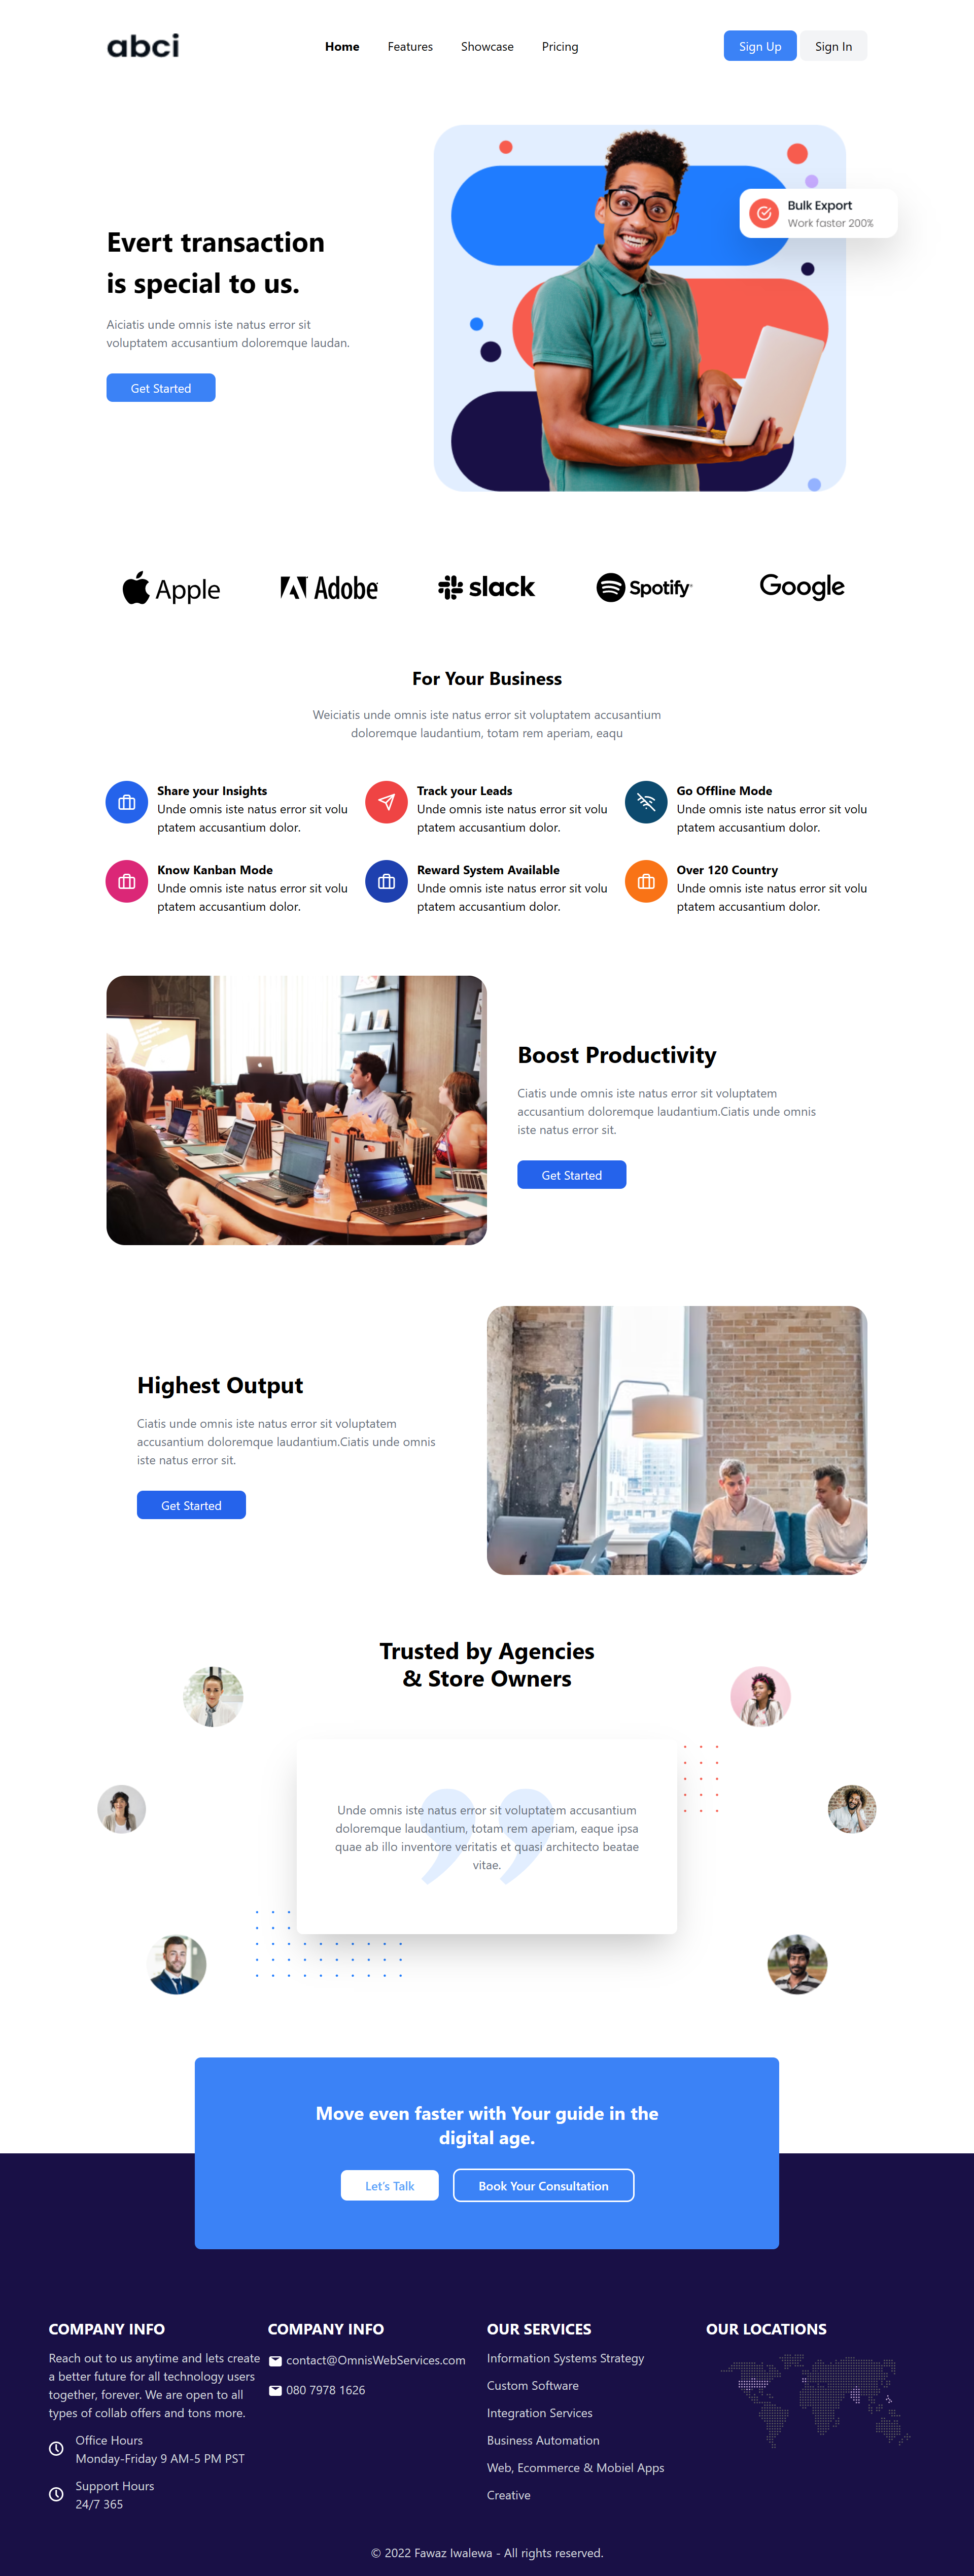 abci
Home
Features
Showcase
Pricing
Sign Up
Sign In
Bulk Export
Work faster 200%
Evert transaction
is special to us.
Aiciatis unde omnis iste natus error sit
voluptatem accusantium doloremque laudan.
Get Started
Apple
Adobe
slack
Spotify
Google
For Your Business
Weiciatis unde omnis iste natus error sit voluptatem accusantium
doloremque laudantium, totam rem aperiam, eaqu
Share your Insights
Unde omnis iste natus error sit volu
ptatem accusantium dolor.
Track your Leads
Unde omnis iste natus error sit volu
ptatem accusantium dolor.
Go Offline Mode
Unde omnis iste natus error sit volu
ptatem accusantium dolor.
Know Kanban Mode
Unde omnis iste natus error sit volu
ptatem accusantium dolor.
Reward System Available
Unde omnis iste natus error sit volu
ptatem accusantium dolor.
Over 120 Country
Unde omnis iste natus error sit volu
ptatem accusantium dolor.
Boost Productivity
Ciatis unde omnis iste natus error sit voluptatem
accusantium doloremque laudantium.Ciatis unde omnis
iste natus error sit.
Get Started
Highest Output
Ciatis unde omnis iste natus error sit voluptatem
accusantium doloremque laudantium.Ciatis unde omnis
iste natus error sit.
Get Started
Trusted by Agencies
& Store Owners
Unde omnis iste natus error sit voluptatem accusantium
doloremque laudantium, totam rem aperiam, eaque ipsa
quae ab illo inventore veritatis et quasi architecto beatae
vitae.
Move even faster with Your guide in the
digital age.
Let's Talk
Book Your Consultation
COMPANY INFO
Reach out to us anytime and lets create
a better future for all technology users
together, forever. We are open to all
types of collab offers and tons more.
Office Hours
Monday-Friday 9 AM-5 PM PST
Support Hours
24/7 365
COMPANY INFO
contact@OmnisWebServices.com
080 7978 1626
OUR SERVICES
Information Systems Strategy
Custom Software
Integration Services
Business Automation
Web, Ecommerce & Mobiel Apps
Creative
OUR LOCATIONS
© 2022 Fawaz Iwalewa - All rights reserved.